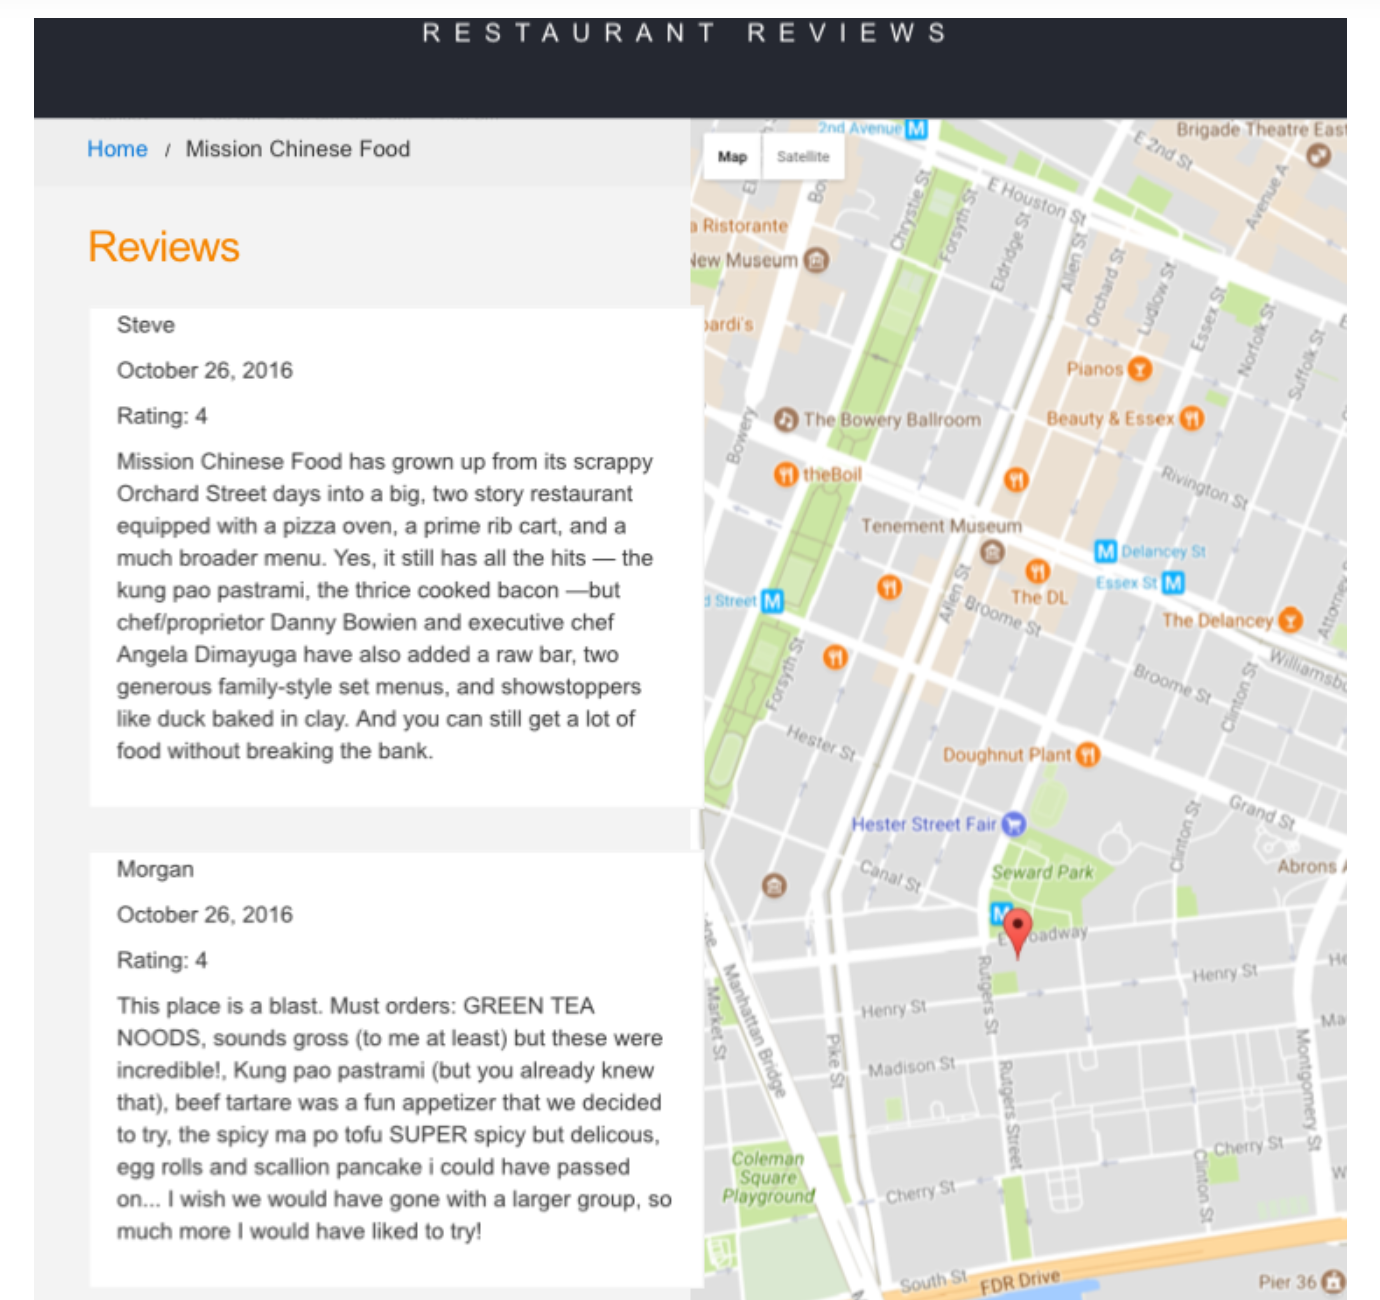 RESTAURANT REVIEWS
Home / Mission Chinese Food
Reviews
Steve
October 26, 2016
Rating: 4
Mission Chinese Food has grown up from its scrappy
Orchard Street days into a big, two story restaurant
equipped with a pizza oven, a prime rib cart, and a
much broader menu. Yes, it still has all the hits — the
kung pao pastrami, the thrice cooked bacon —but
chef/proprietor Danny Bowien and executive chef
Angela Dimayuga have also added a raw bar, two
generous family-style set menus, and showstoppers
like duck baked in clay. And you can still get a lot of
food without breaking the bank.
Morgan
October 26, 2016
Rating: 4
This place is a blast. Must orders: GREEN TEA
NOODS, sounds gross (to me at least) but these were
incredible!, Kung pao pastrami (but you already knew
that), beef tartare was a fun appetizer that we decided
to try, the spicy ma po tofu SUPER spicy but delicous,
egg rolls and scallion pancake i could have passed
on... I wish we would have gone with a larger group, so
much more I would have liked to try!
Map
Satellite
2nd Avenue M
Brigade Theatre East
E 2nd St
Avenue A
E Houston St
Chrystie St
Forsyth St
Eldridge St
Allen St
Orchard St
Ludlow St
Essex St
Norfolk St
Suffolk St
a Ristorante
New Museum
bardi's
Pianos
The Bowery Ballroom
Beauty & Essex
Bowery
theBoil
Rivington St
Tenement Museum
M Delancey St
Essex St M
The DL
Allen St
Broome St
The Delancey
d Street M
Forsyth St
Broome St
Clinton St
Williamsbu
Attorney
Hester St
Doughnut Plant
Grand St
Hester Street Fair
Clinton St
Canal St
Seward Park
Abrons A
M
E Broadway
Henry St
He
Rutgers St
Manhattan Bridge
Market St
Henry St
Ma
Pike St
Madison St
Rutgers Street
Montgomery St
Cherry St
Coleman
Square
Playground
Clinton St
Cherry St
W
South St
FDR Drive
Pier 36